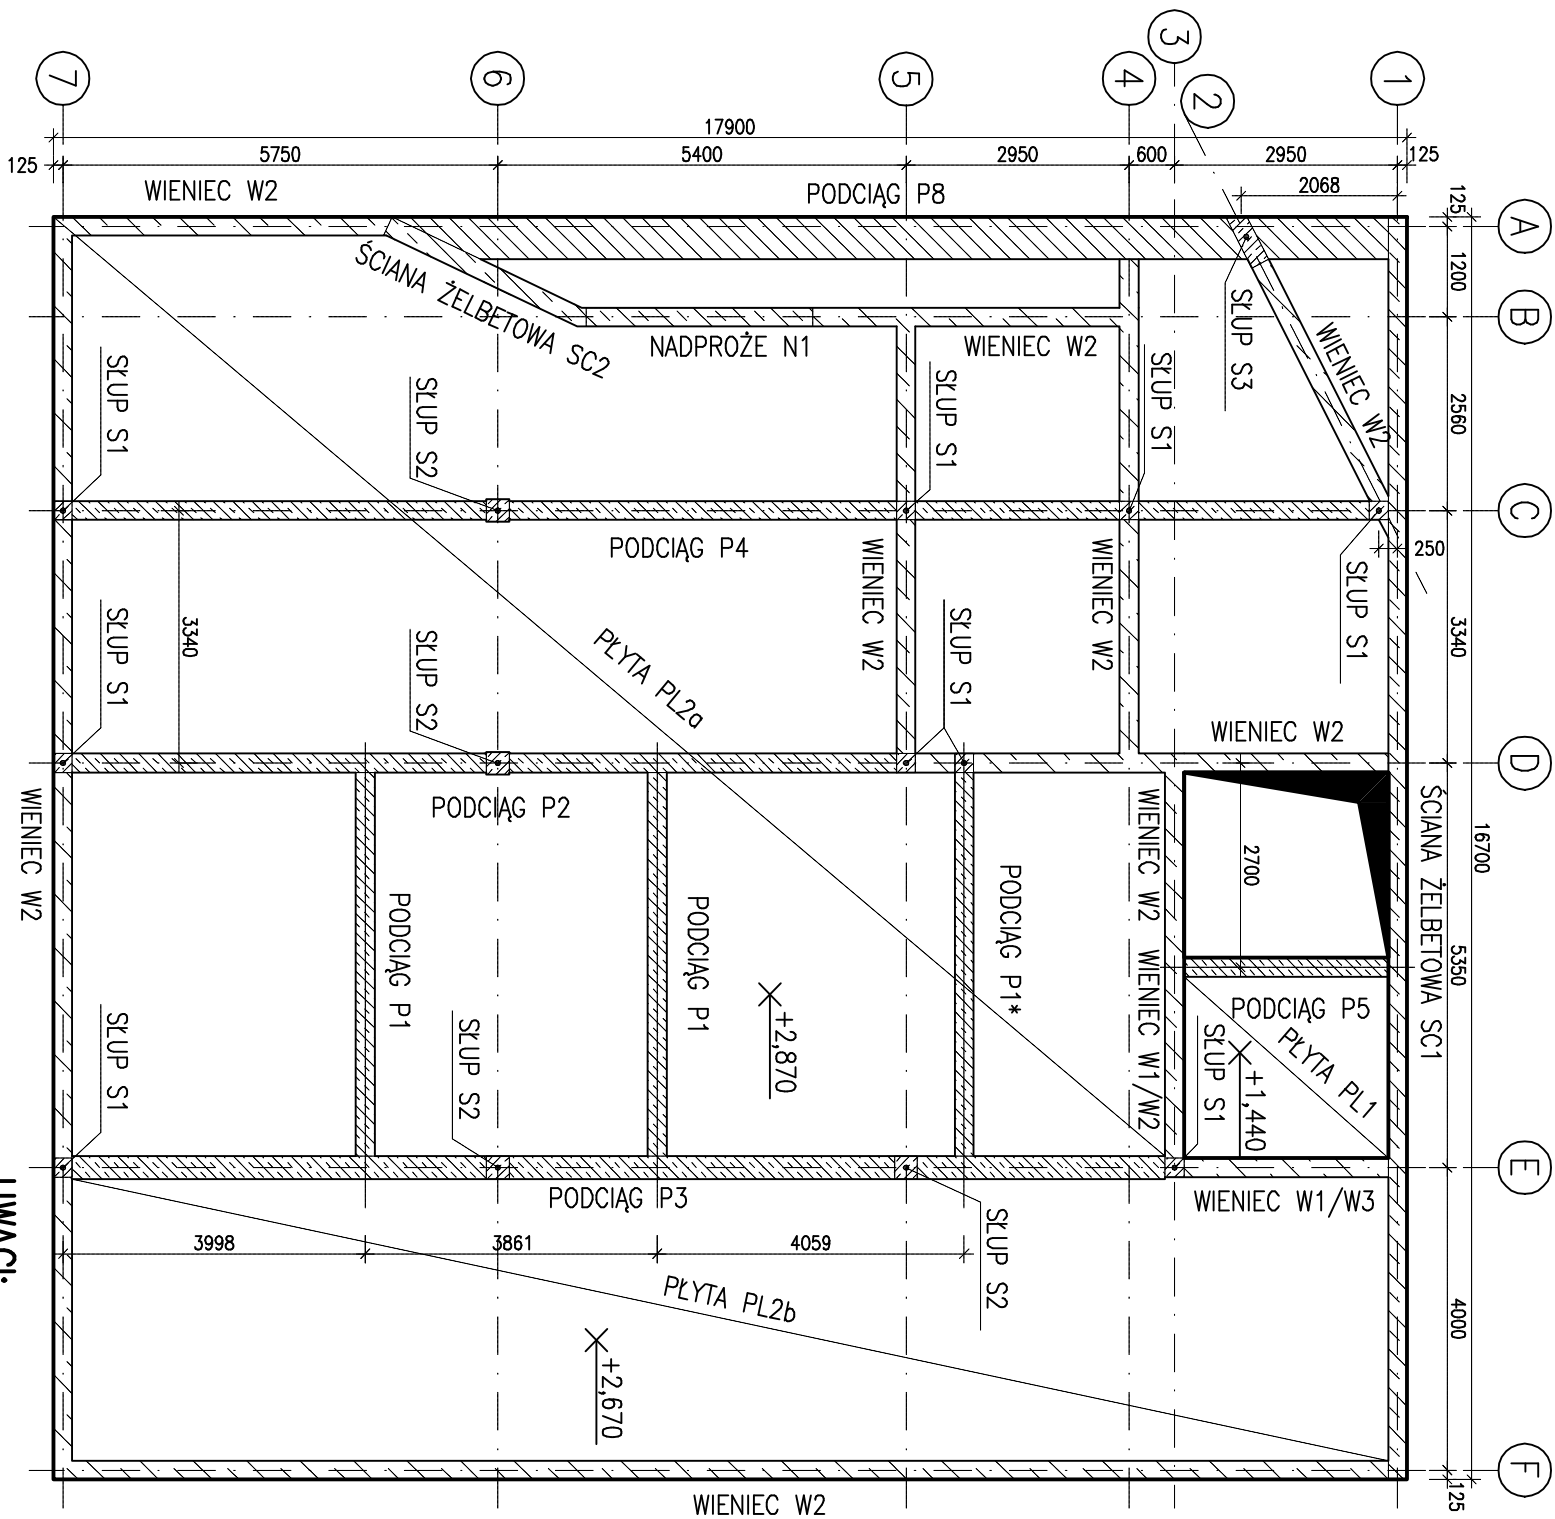 7
6
5
4
3
2
1
17900
5750
5400
2950
600
2950
125
125
2068
WIENIEC W2
PODCIĄG P8
125
A
1200
B
2560
C
250
3340
D
16700
5350
E
4000
F
125
ŚCIANA ŻELBETOWA SC2
NADPROŻE N1
WIENIEC W2
SŁUP S3
WIENIEC W2
SŁUP S1
SŁUP S2
SŁUP S1
SŁUP S1
SŁUP S1
PODCIĄG P4
WIENIEC W2
WIENIEC W2
SŁUP S1
3340
SŁUP S2
PŁYTA PL2a
SŁUP S1
WIENIEC W2
ŚCIANA ŻELBETOWA SC1
WIENIEC W2
PODCIĄG P2
PODCIĄG P1
PODCIĄG P1
PODCIĄG P1*
WIENIEC W2
WIENIEC W1/W2
2700
PODCIĄG P5
PŁYTA PL1
+1,440
+2,870
SŁUP S1
SŁUP S2
SŁUP S1
WIENIEC W1/W3
PODCIĄG P3
SŁUP S2
3998
3861
4059
PŁYTA PL2b
+2,670
WIENIEC W2